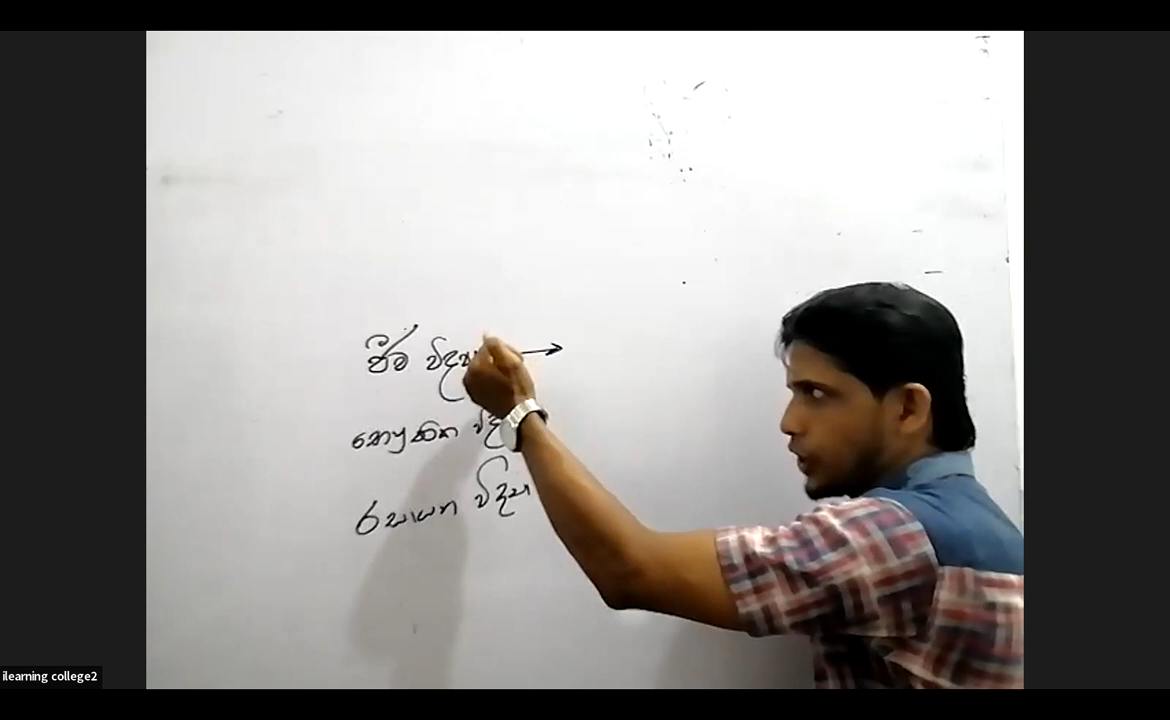 ජීව විද්‍යා →
භෞතික විද්
රසායන විද්‍යා
ilearning college2